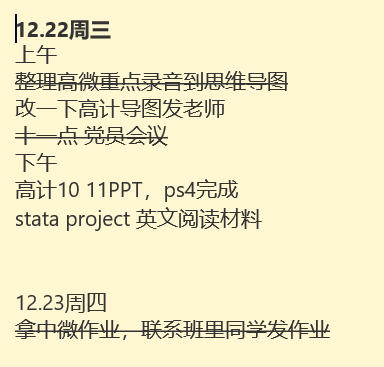 12.22周三
上午
整理高微重点录音到思维导图
改一下高计导图发老师
十一点 党员会议
下午
高计10 11PPT，ps4完成
stata project 英文阅读材料
12.23周四
拿中微作业，联系班里同学发作业